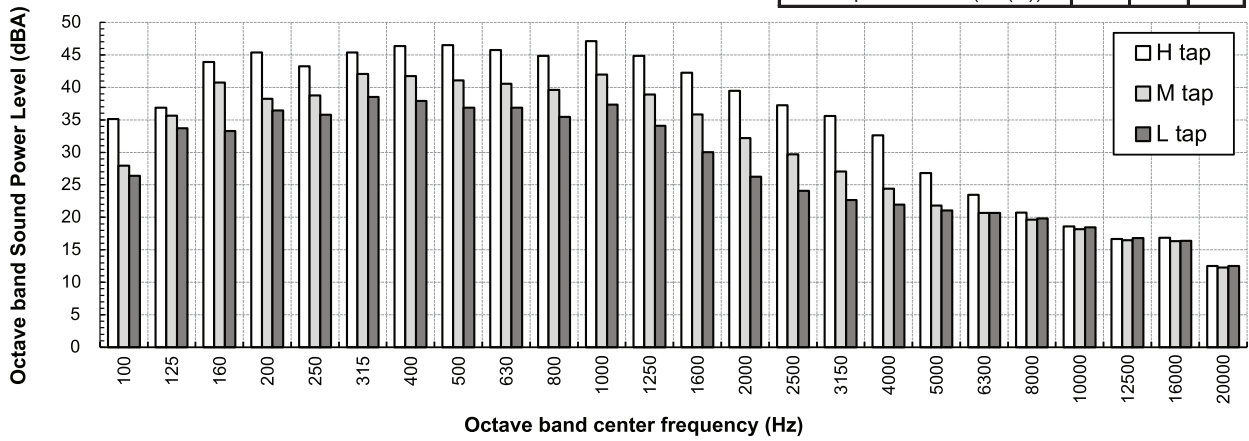 50
45
40
35
30
25
20
15
10
5
0
Octave band Sound Power Level (dBA)
H tap
M tap
L tap
100 125 160 200 250 315 400 500 630 800 1000 1250 1600 2000 2500 3150 4000 5000 6300 8000 10000 12500 16000 20000
Octave band center frequency (Hz)